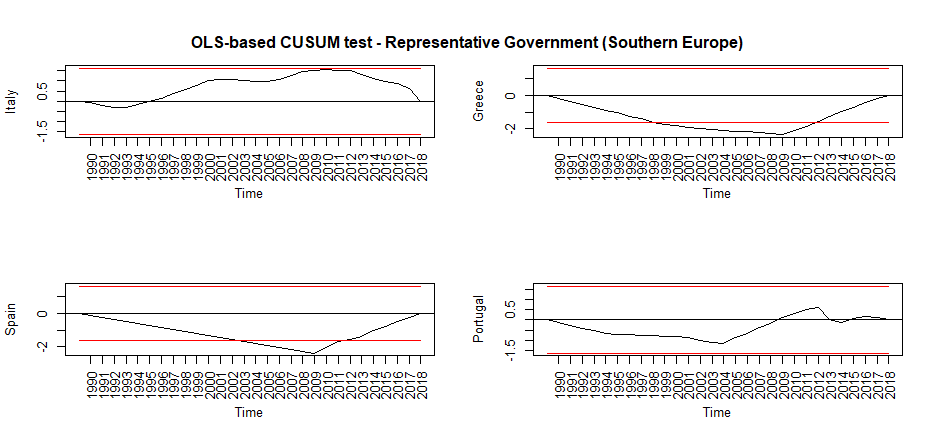 OLS-based CUSUM test - Representative Government (Southern Europe)
Italy
0.5
-1.5
1990 1991 1992 1993 1994 1995 1996 1997 1998 1999 2000 2001 2002 2003 2004 2005 2006 2007 2008 2009 2010 2011 2012 2013 2014 2015 2016 2017 2018
Time
Greece
0
-2
1990 1991 1992 1993 1994 1995 1996 1997 1998 1999 2000 2001 2002 2003 2004 2005 2006 2007 2008 2009 2010 2011 2012 2013 2014 2015 2016 2017 2018
Time
Spain
0
-2
1990 1991 1992 1993 1994 1995 1996 1997 1998 1999 2000 2001 2002 2003 2004 2005 2006 2007 2008 2009 2010 2011 2012 2013 2014 2015 2016 2017 2018
Time
Portugal
0.5
-1.5
1990 1991 1992 1993 1994 1995 1996 1997 1998 1999 2000 2001 2002 2003 2004 2005 2006 2007 2008 2009 2010 2011 2012 2013 2014 2015 2016 2017 2018
Time